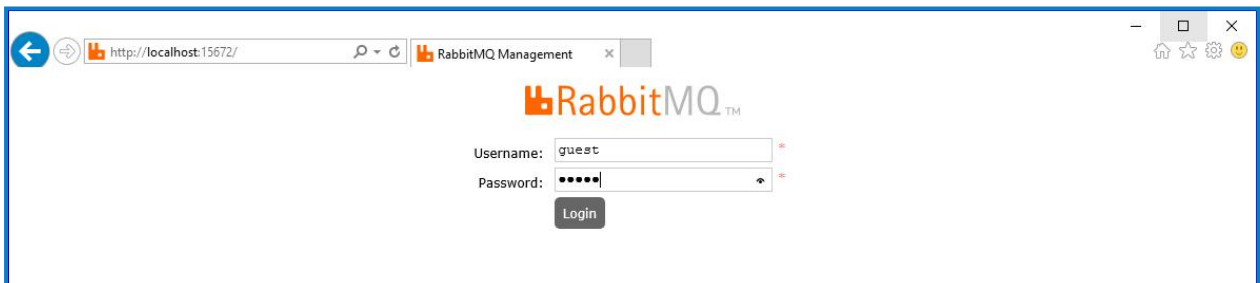 http://localhost:15672/
RabbitMQ Management
RabbitMQ TM
Username: guest *
Password: ••••• *
Login